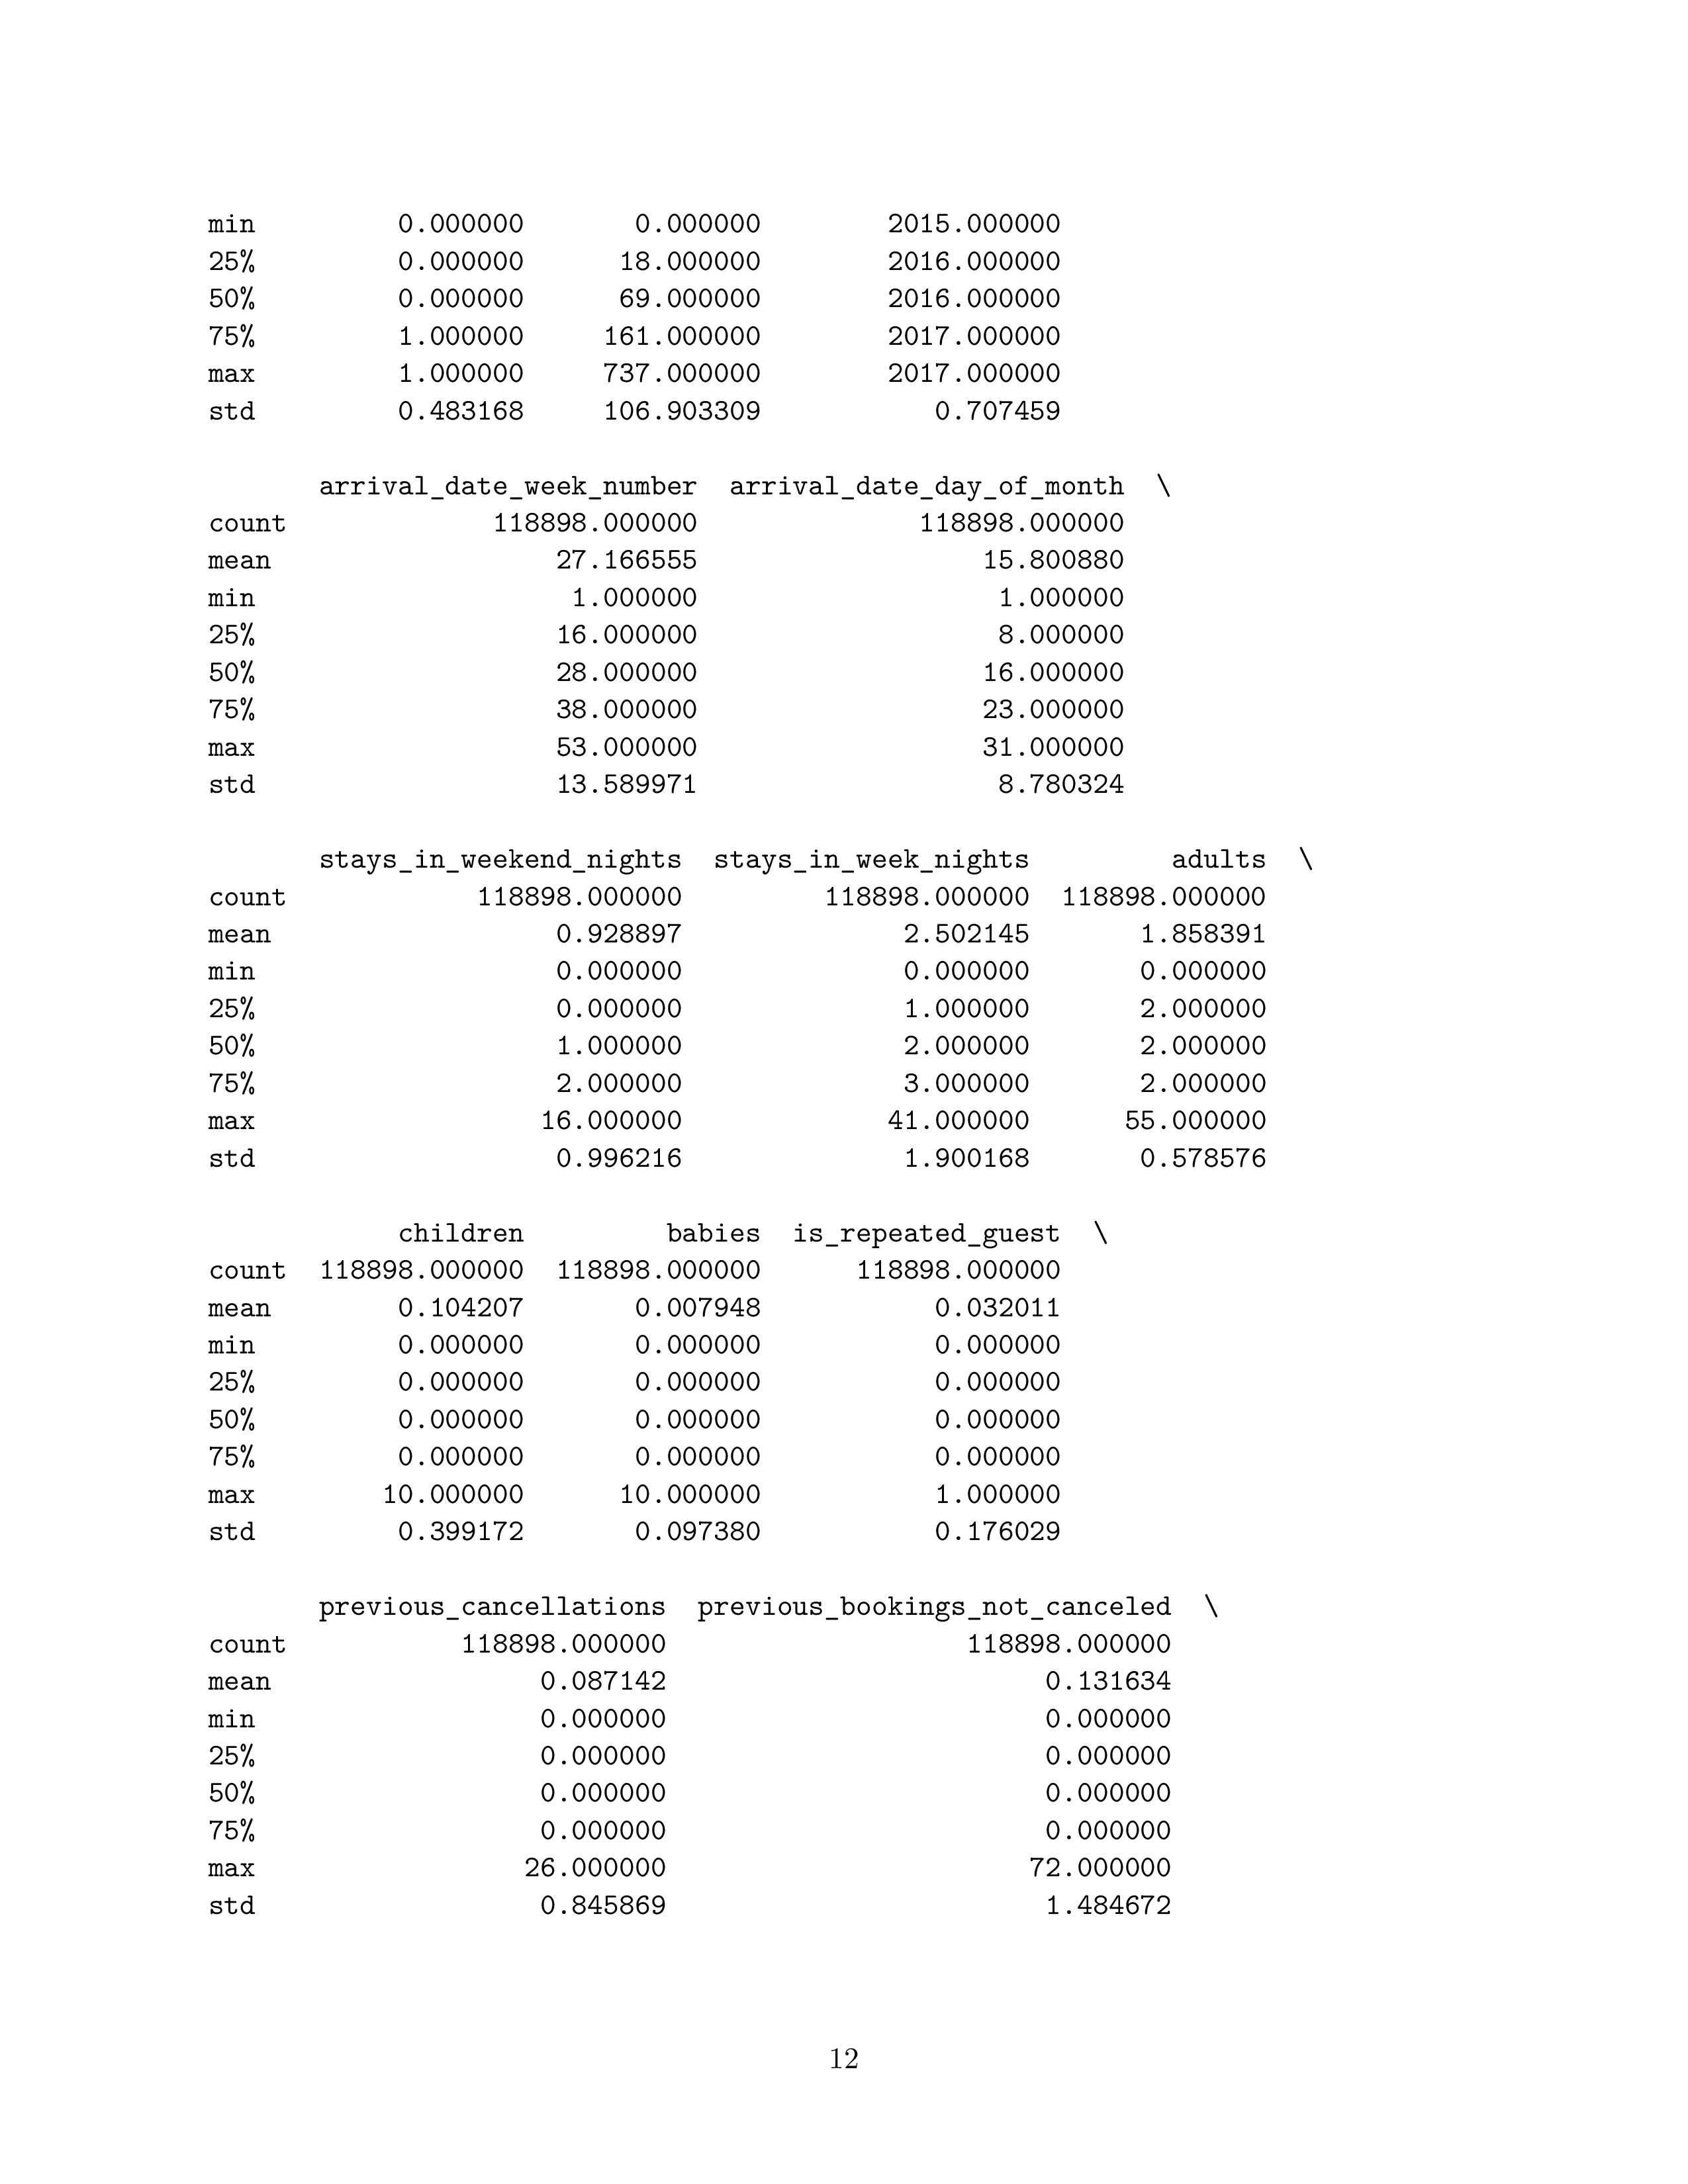 min         0.000000       0.000000        2015.000000
25%         0.000000      18.000000        2016.000000
50%         0.000000      69.000000        2016.000000
75%         1.000000     161.000000        2017.000000
max         1.000000     737.000000        2017.000000
std         0.483168     106.903309           0.707459
       arrival_date_week_number  arrival_date_day_of_month  \
count             118898.000000              118898.000000
mean                  27.166555                  15.800880
min                    1.000000                   1.000000
25%                   16.000000                   8.000000
50%                   28.000000                  16.000000
75%                   38.000000                  23.000000
max                   53.000000                  31.000000
std                   13.589971                   8.780324
       stays_in_weekend_nights  stays_in_week_nights         adults  \
count            118898.000000         118898.000000  118898.000000
mean                  0.928897              2.502145       1.858391
min                   0.000000              0.000000       0.000000
25%                   0.000000              1.000000       2.000000
50%                   1.000000              2.000000       2.000000
75%                   2.000000              3.000000       2.000000
max                  16.000000             41.000000      55.000000
std                   0.996216              1.900168       0.578576
            children         babies  is_repeated_guest  \
count  118898.000000  118898.000000      118898.000000
mean        0.104207       0.007948           0.032011
min         0.000000       0.000000           0.000000
25%         0.000000       0.000000           0.000000
50%         0.000000       0.000000           0.000000
75%         0.000000       0.000000           0.000000
max        10.000000      10.000000           1.000000
std         0.399172       0.097380           0.176029
       previous_cancellations  previous_bookings_not_canceled  \
count           118898.000000                   118898.000000
mean                 0.087142                        0.131634
min                  0.000000                        0.000000
25%                  0.000000                        0.000000
50%                  0.000000                        0.000000
75%                  0.000000                        0.000000
max                 26.000000                       72.000000
std                  0.845869                        1.484672
12